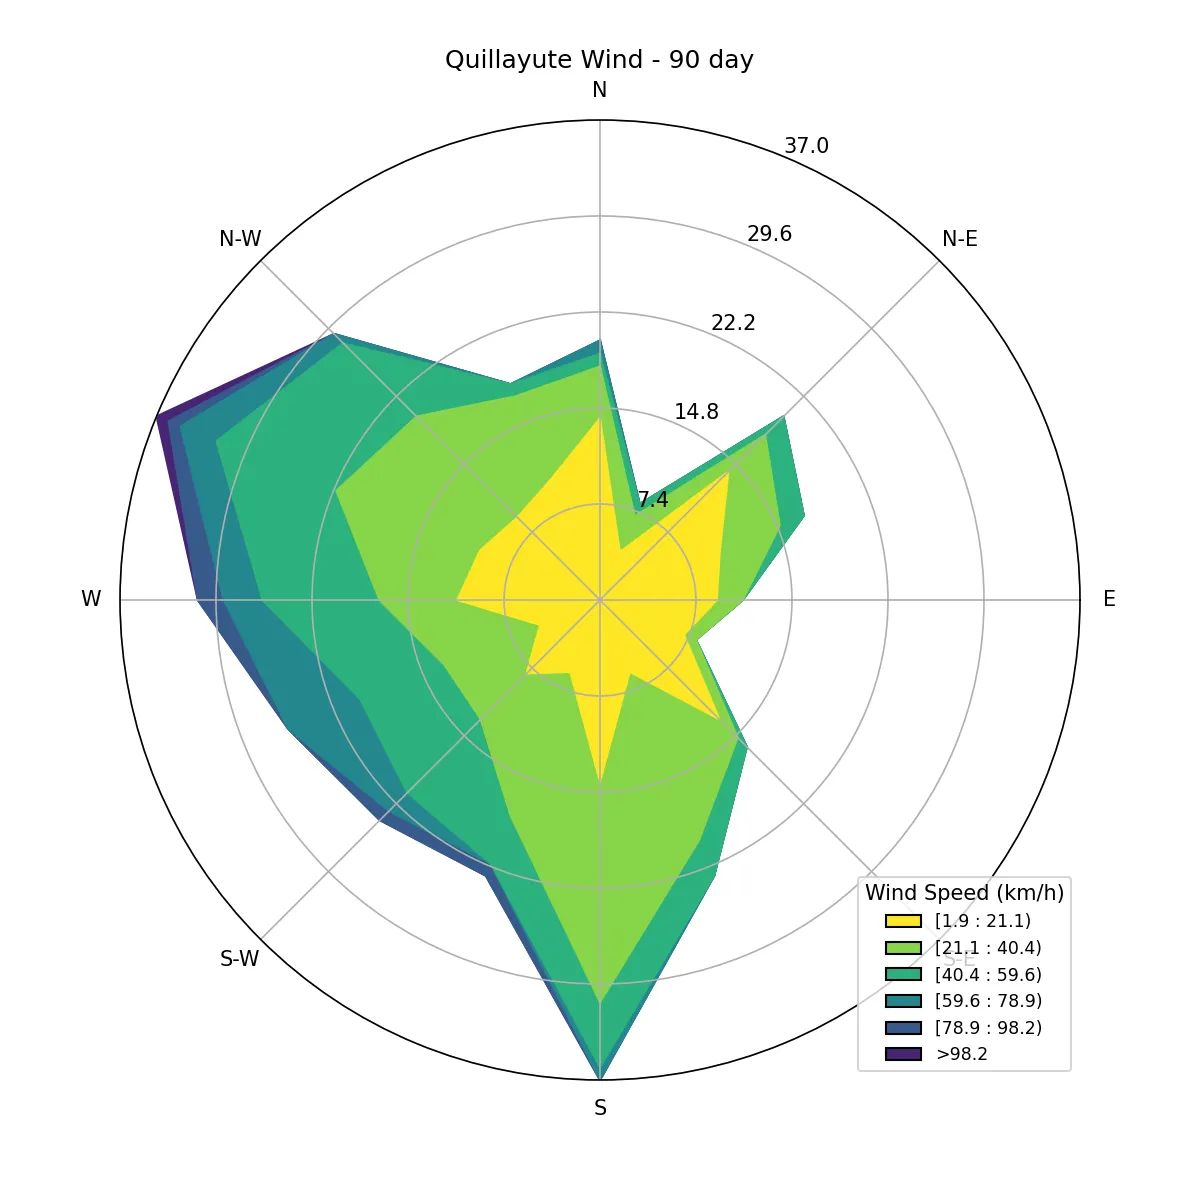 Quillayute Wind - 90 day
N
37.0
29.6
N-W
N-E
22.2
14.8
7.4
W
E
Wind Speed (km/h)
[1.9 : 21.1)
[21.1 : 40.4)
S-W
S-E
[40.4 : 59.6)
[59.6 : 78.9)
[78.9 : 98.2)
>98.2
S